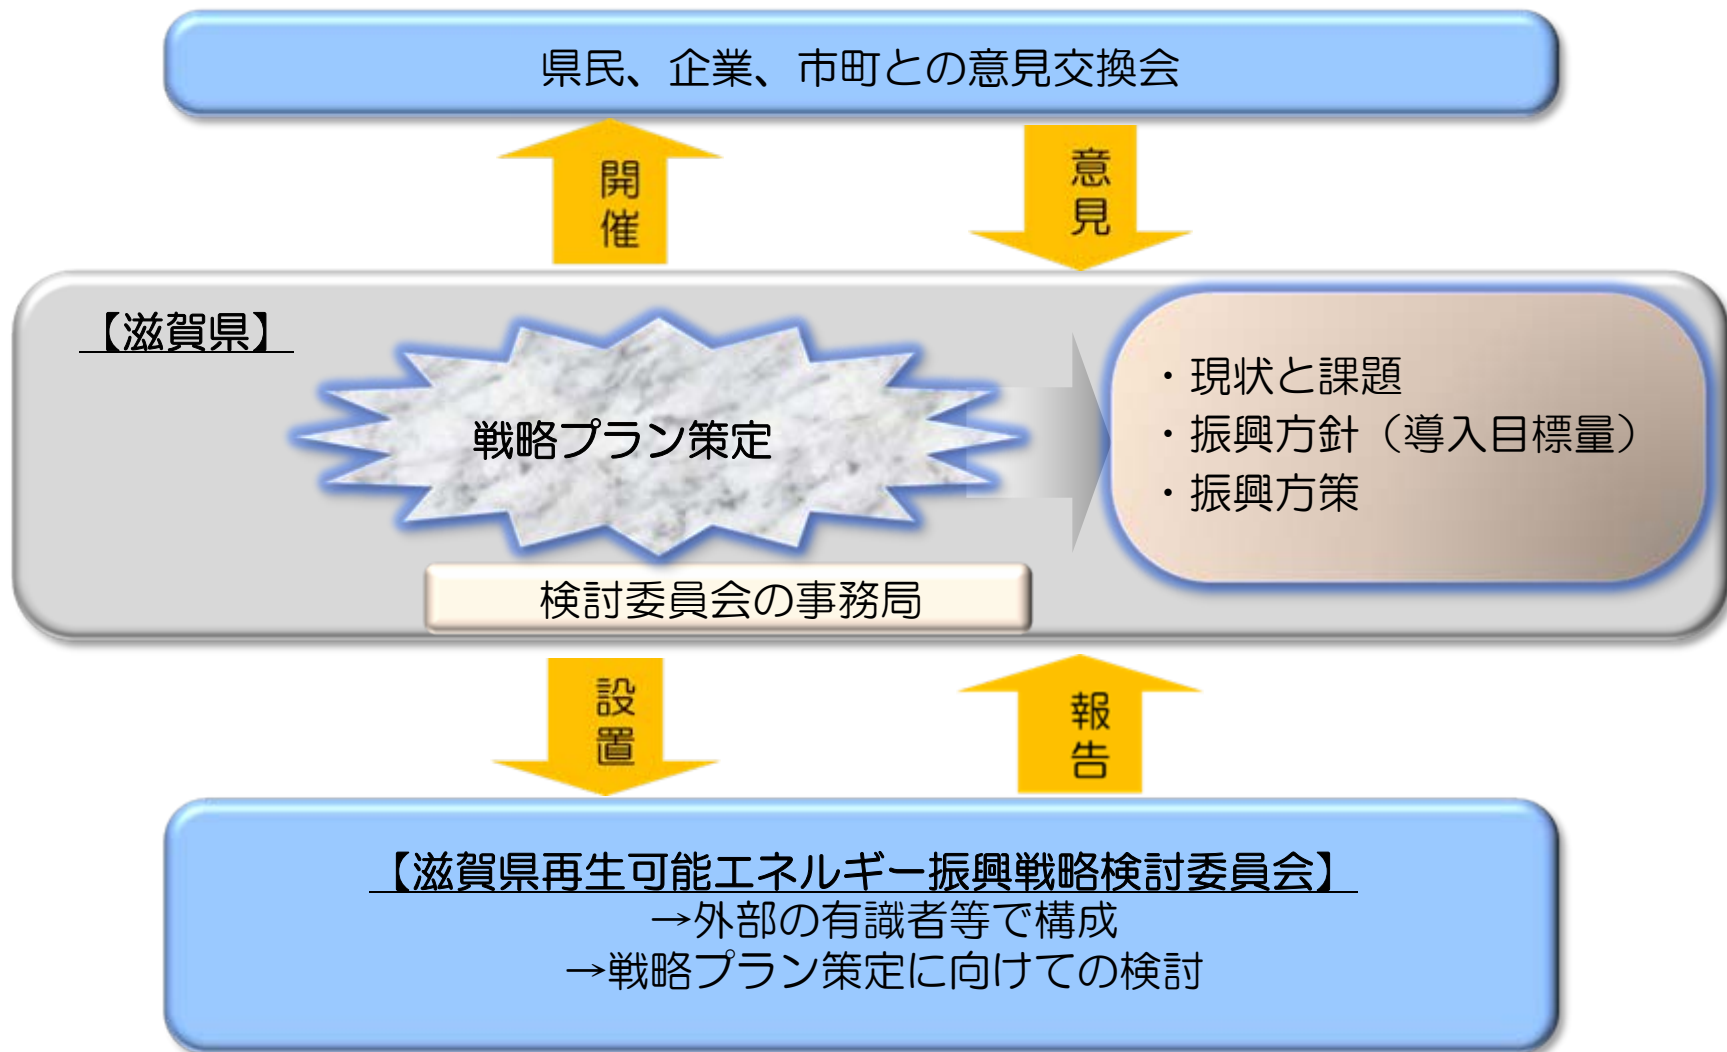 県民、企業、市町との意見交換会
開催
意見
【滋賀県】
戦略プラン策定
・現状と課題
・振興方針（導入目標量）
・振興方策
検討委員会の事務局
設置
報告
【滋賀県再生可能エネルギー振興戦略検討委員会】
→外部の有識者等で構成
→戦略プラン策定に向けての検討